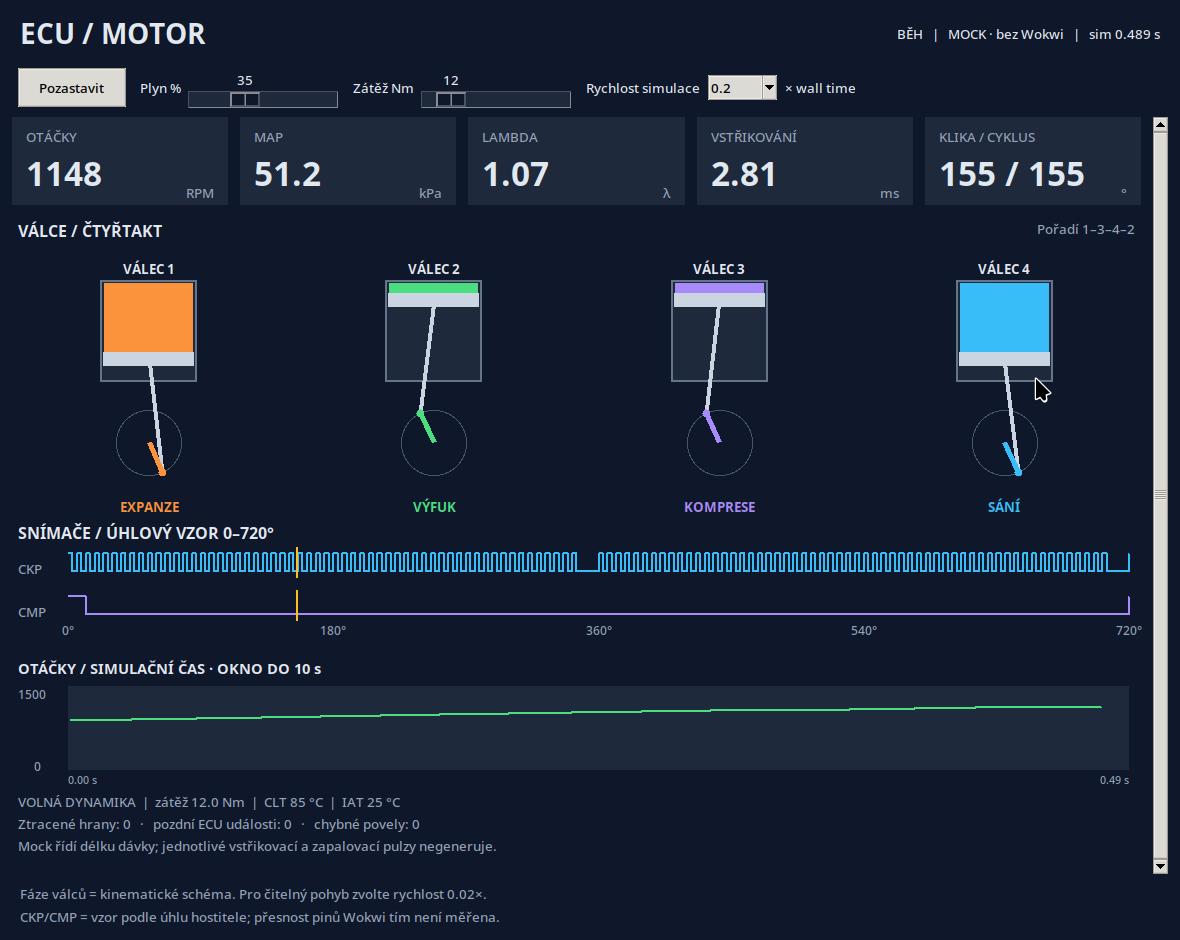 ECU / MOTOR
BĚH | MOCK · bez Wokwi | sim 0.489 s
Pozastavit Plyn % 35 Zátěž Nm 12 Rychlost simulace 0.2 × wall time
OTÁČKY MAP LAMBDA VSTŘIKOVÁNÍ KLIKA / CYKLUS
1148 51.2 1.07 2.81 155 / 155
RPM kPa λ ms °
VÁLCE / ČTYŘTAKT Pořadí 1–3–4–2
VÁLEC 1 VÁLEC 2 VÁLEC 3 VÁLEC 4
EXPANZE VÝFUK KOMPRESE SÁNÍ
SNÍMAČE / ÚHLOVÝ VZOR 0–720°
CKP
CMP
0° 180° 360° 540° 720°
OTÁČKY / SIMULAČNÍ ČAS · OKNO DO 10 s
1500
0
0.00 s 0.49 s
VOLNÁ DYNAMIKA | zátěž 12.0 Nm | CLT 85 °C | IAT 25 °C
Ztracené hrany: 0 · pozdní ECU události: 0 · chybné povely: 0
Mock řídí délku dávky; jednotlivé vstřikovací a zapalovací pulzy negeneruje.
Fáze válců = kinematické schéma. Pro čitelný pohyb zvolte rychlost 0.02×.
CKP/CMP = vzor podle úhlu hostitele; přesnost pinů Wokwi tím není měřena.